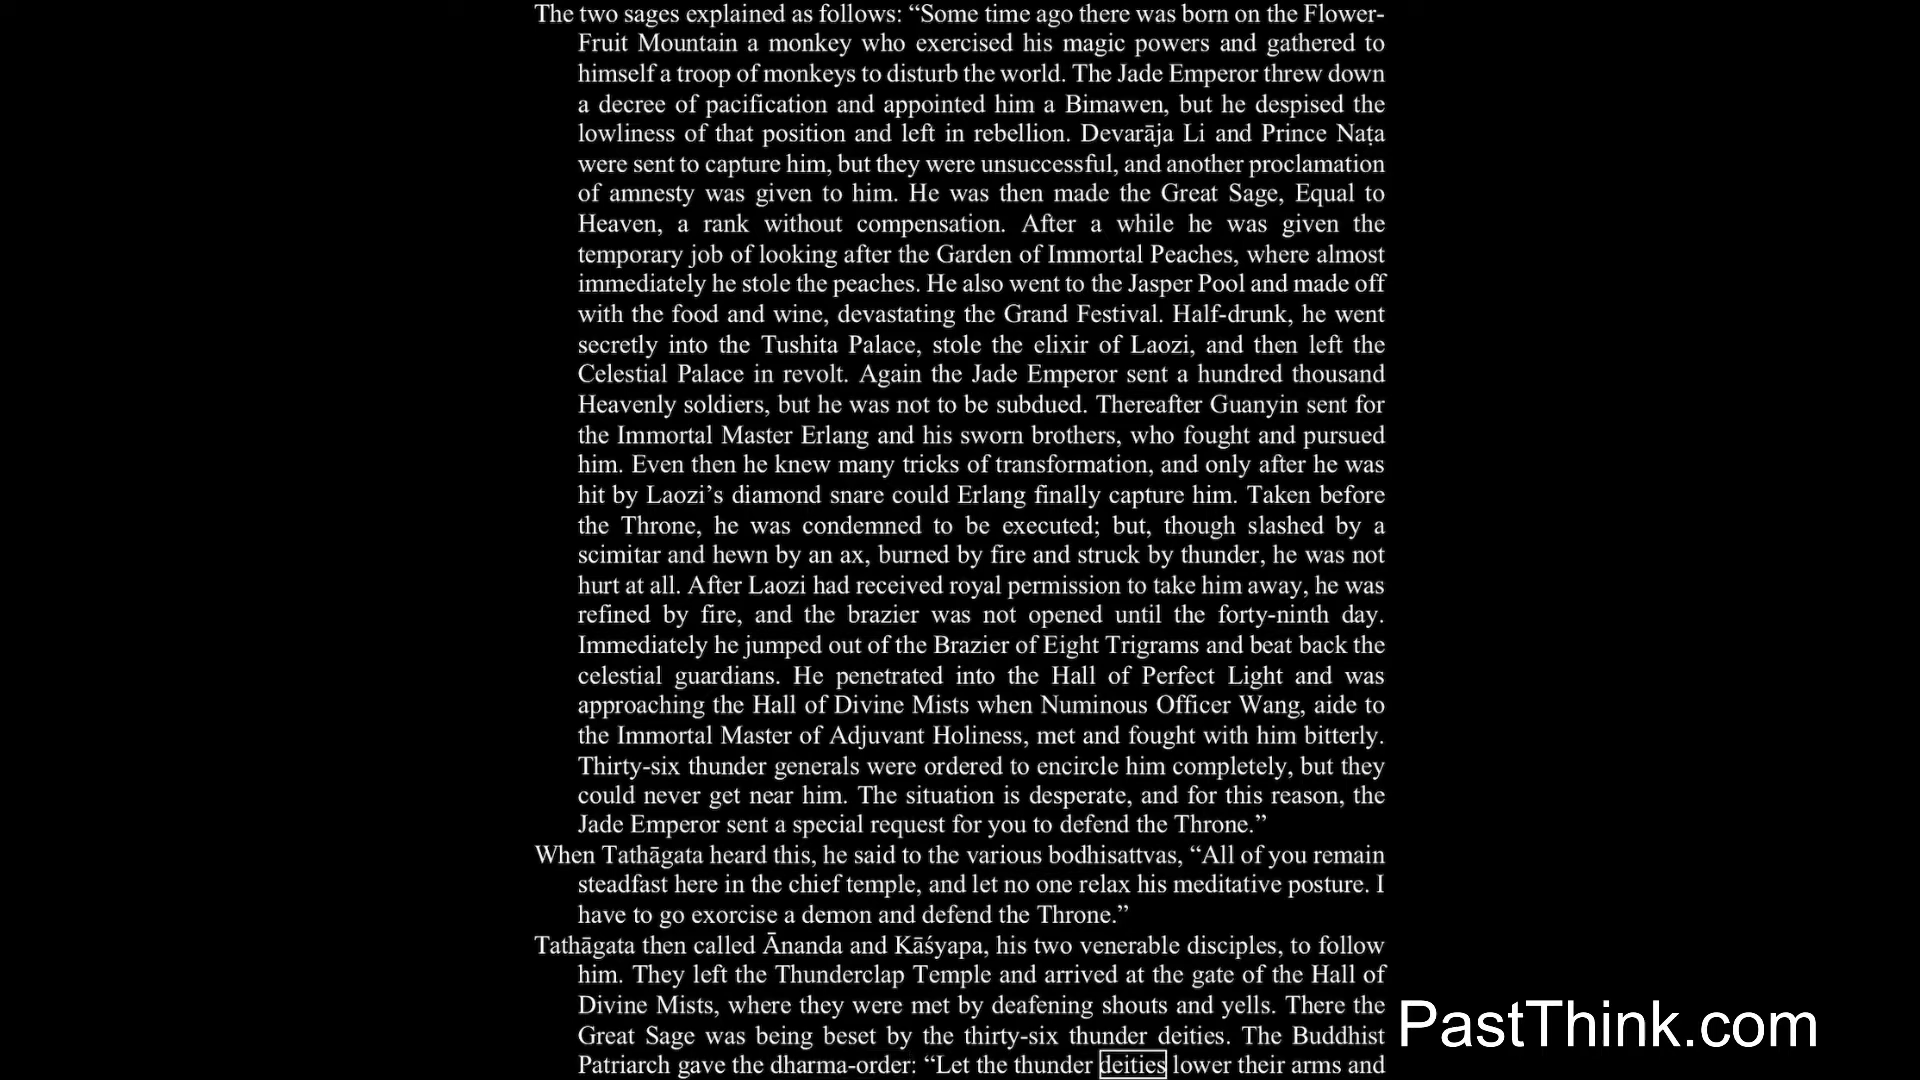 The two sages explained as follows: “Some time ago there was born on the Flower-
Fruit Mountain a monkey who exercised his magic powers and gathered to
himself a troop of monkeys to disturb the world. The Jade Emperor threw down
a decree of pacification and appointed him a Bimawen, but he despised the
lowliness of that position and left in rebellion. Devarāja Li and Prince Naṭa
were sent to capture him, but they were unsuccessful, and another proclamation
of amnesty was given to him. He was then made the Great Sage, Equal to
Heaven, a rank without compensation. After a while he was given the
temporary job of looking after the Garden of Immortal Peaches, where almost
immediately he stole the peaches. He also went to the Jasper Pool and made off
with the food and wine, devastating the Grand Festival. Half-drunk, he went
secretly into the Tushita Palace, stole the elixir of Laozi, and then left the
Celestial Palace in revolt. Again the Jade Emperor sent a hundred thousand
Heavenly soldiers, but he was not to be subdued. Thereafter Guanyin sent for
the Immortal Master Erlang and his sworn brothers, who fought and pursued
him. Even then he knew many tricks of transformation, and only after he was
hit by Laozi’s diamond snare could Erlang finally capture him. Taken before
the Throne, he was condemned to be executed; but, though slashed by a
scimitar and hewn by an ax, burned by fire and struck by thunder, he was not
hurt at all. After Laozi had received royal permission to take him away, he was
refined by fire, and the brazier was not opened until the forty-ninth day.
Immediately he jumped out of the Brazier of Eight Trigrams and beat back the
celestial guardians. He penetrated into the Hall of Perfect Light and was
approaching the Hall of Divine Mists when Numinous Officer Wang, aide to
the Immortal Master of Adjuvant Holiness, met and fought with him bitterly.
Thirty-six thunder generals were ordered to encircle him completely, but they
could never get near him. The situation is desperate, and for this reason, the
Jade Emperor sent a special request for you to defend the Throne.”
When Tathāgata heard this, he said to the various bodhisattvas, “All of you remain
steadfast here in the chief temple, and let no one relax his meditative posture. I
have to go exorcise a demon and defend the Throne.”
Tathāgata then called Ānanda and Kāśyapa, his two venerable disciples, to follow
him. They left the Thunderclap Temple and arrived at the gate of the Hall of
Divine Mists, where they were met by deafening shouts and yells. There the
Great Sage was being beset by the thirty-six thunder deities. The Buddhist
Patriarch gave the dharma-order: “Let the thunder deities lower their arms and
PastThink.com